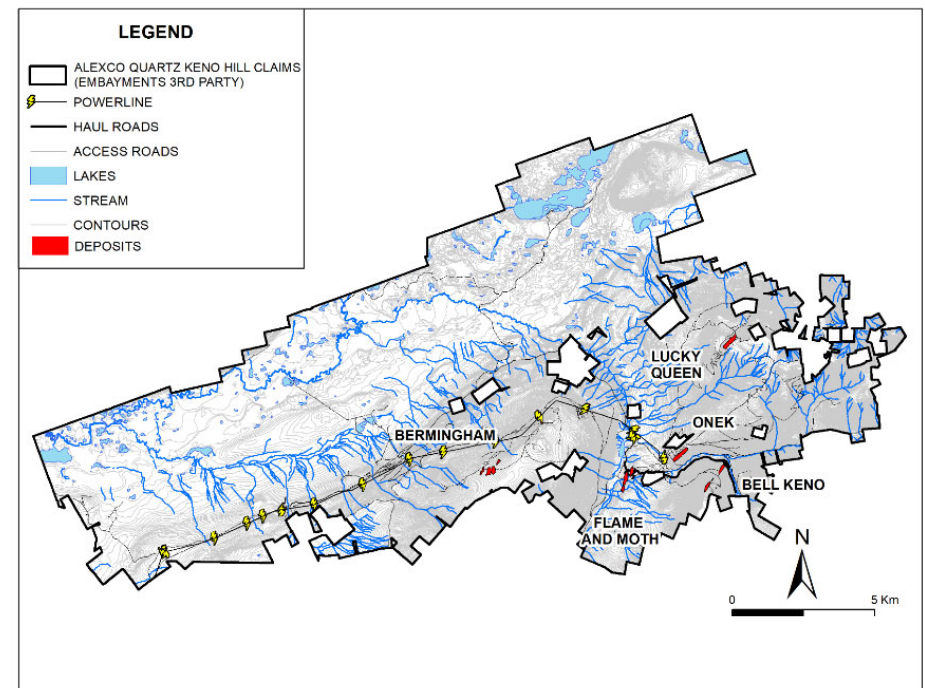 LEGEND
ALEXCO QUARTZ KENO HILL CLAIMS
(EMBAYMENTS 3RD PARTY)
POWERLINE
HAUL ROADS
ACCESS ROADS
LAKES
STREAM
CONTOURS
DEPOSITS
LUCKY
QUEEN
ONEK
BERMINGHAM
BELL KENO
FLAME
AND MOTH
N
0
5 Km